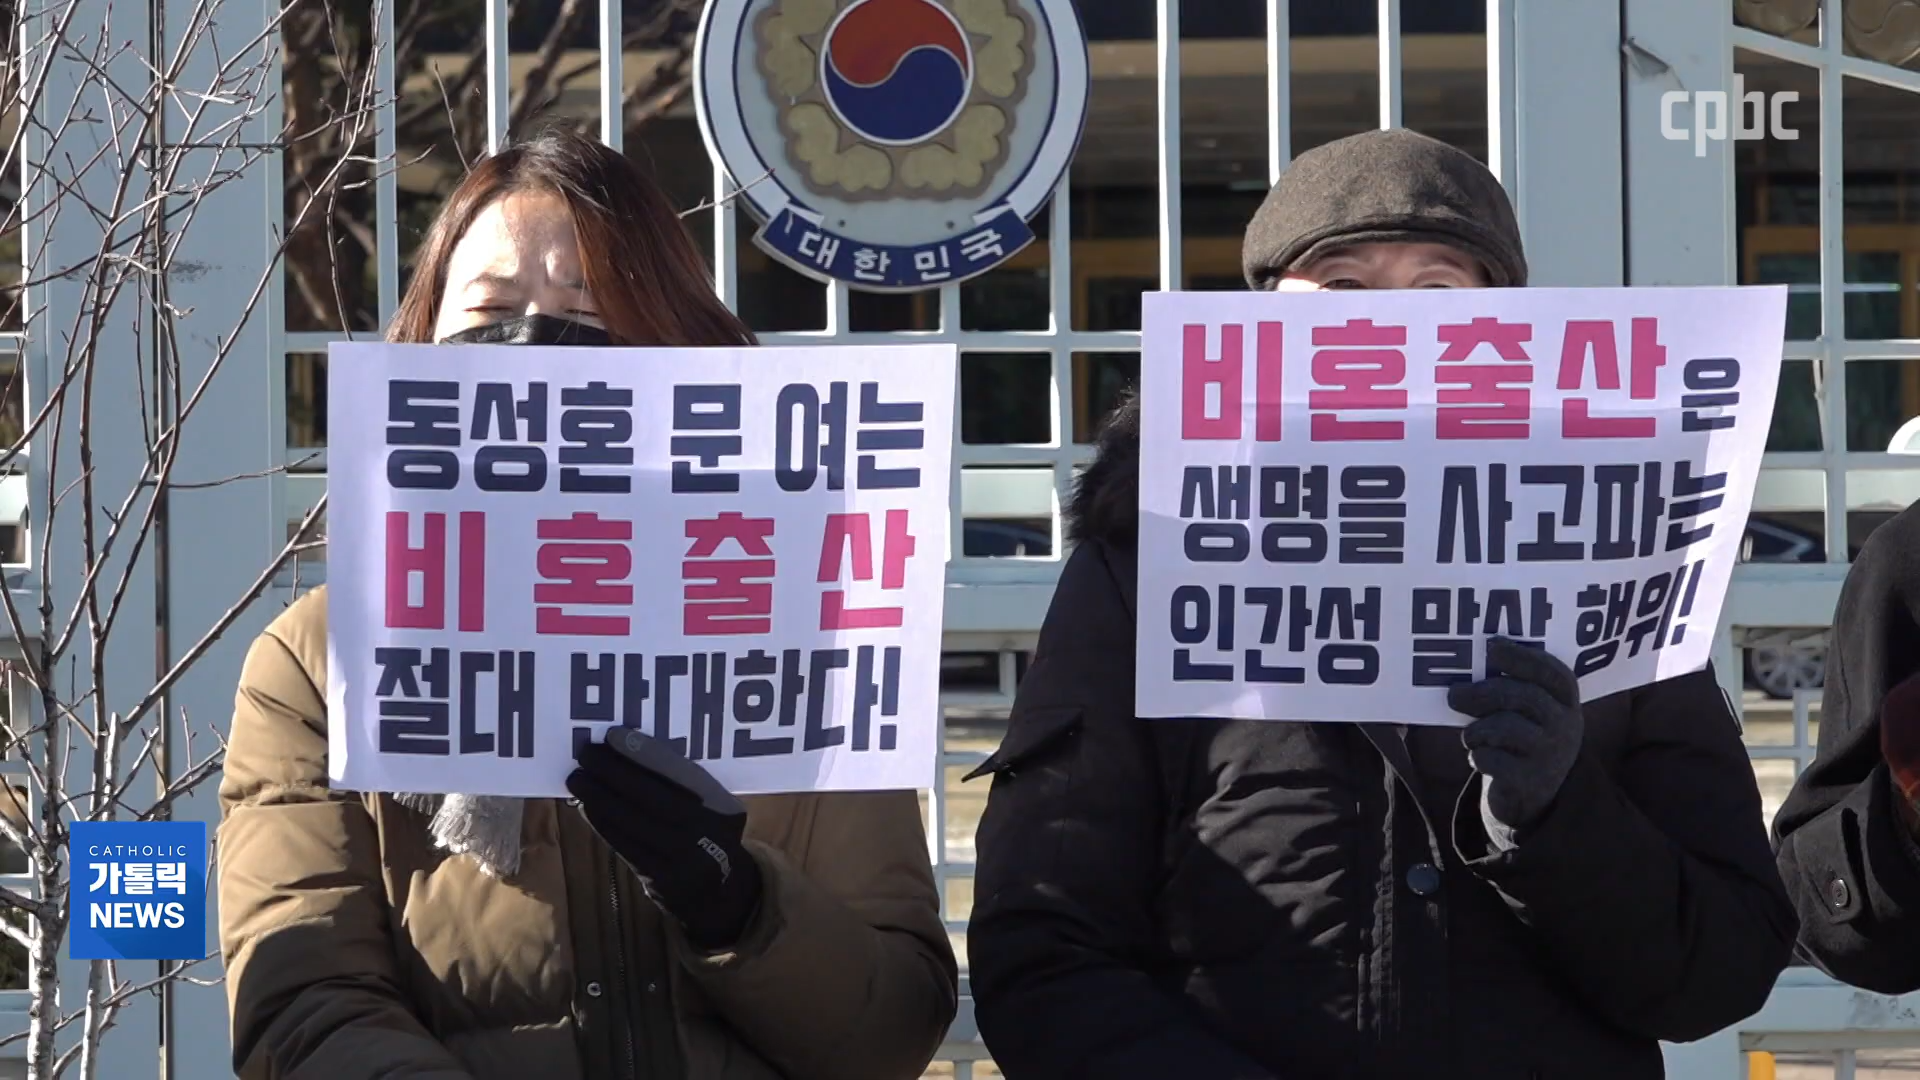 cpbc
대한민국
동성혼 문 여는
비혼출산
절대 반대한다!
비혼출산은
생명을 사고파는
인간성 말살 행위!
CATHOLIC
가톨릭
NEWS